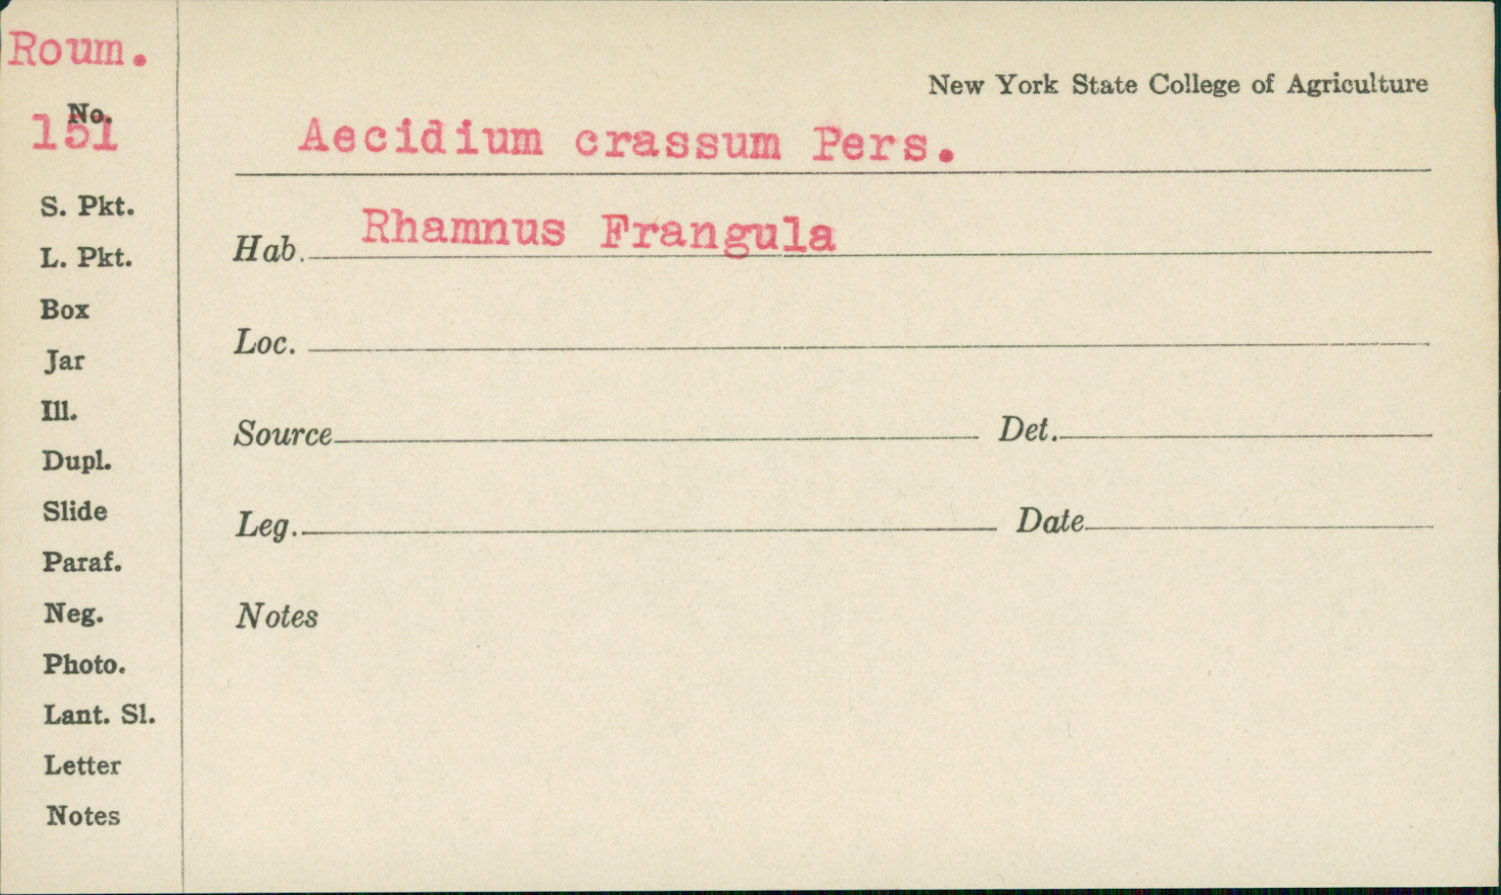 Roum.
No.
151
S. Pkt.
L. Pkt.
Box
Jar
Ill.
Dupl.
Slide
Paraf.
Neg.
Photo.
Lant. Sl.
Letter
Notes
New York State College of Agriculture
Aecidium crassum Pers.
Hab. Rhamnus Frangula
Loc.
Source Det.
Leg. Date
Notes